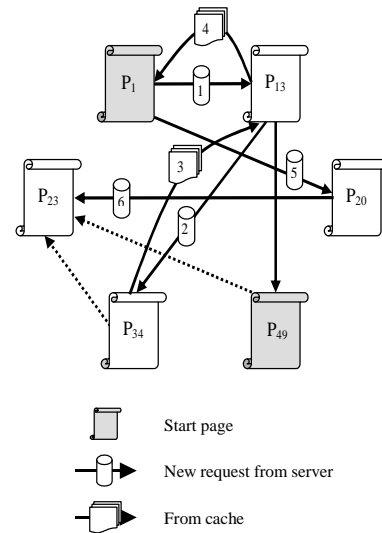 4
P1
1
P13
3
5
P23
6
P20
2
P34
P49
Start page
New request from server
From cache